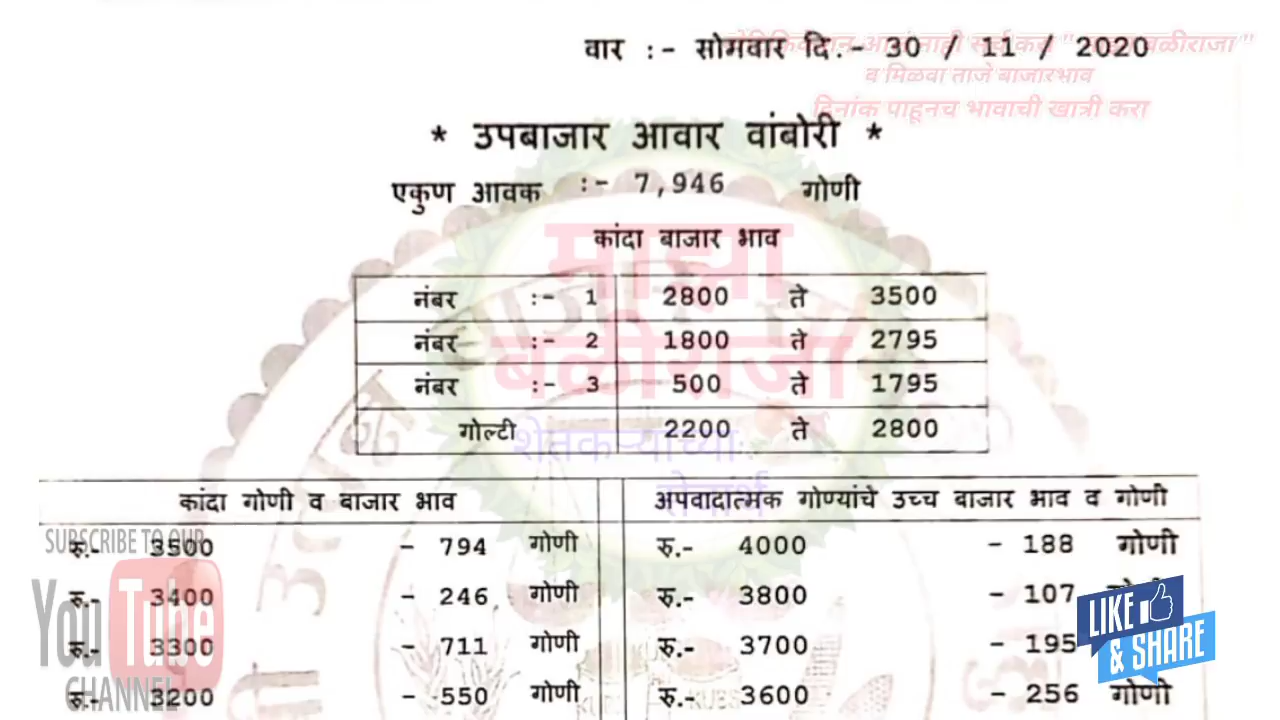 वार :- सोमवार दि.- 30 / 11 / 2020
व मिळवा ताजे बाजारभाव
दिनांक पाहूनच भावाची खात्री करा
* उपबाजार आवार वांबोरी *
एकुण आवक :- 7,946 गोणी
माझा
बळीराजा
शेतकऱ्यांच्या
सेवार्थ
कांदा बाजार भाव
नंबर :- 1 2800 ते 3500
नंबर :- 2 1800 ते 2795
नंबर :- 3 500 ते 1795
गोल्टी 2200 ते 2800
कांदा गोणी व बाजार भाव
रु.- 3500 - 794 गोणी
रु.- 3400 - 246 गोणी
रु.- 3300 - 711 गोणी
रु.- 3200 - 550 गोणी
अपवादात्मक गोण्यांचे उच्च बाजार भाव व गोणी
रु.- 4000 - 188 गोणी
रु.- 3800 - 107 गोणी
रु.- 3700 - 195
रु.- 3600 - 256 गोणी
SUBSCRIBE TO OUR
YouTube
CHANNEL
LIKE
& SHARE